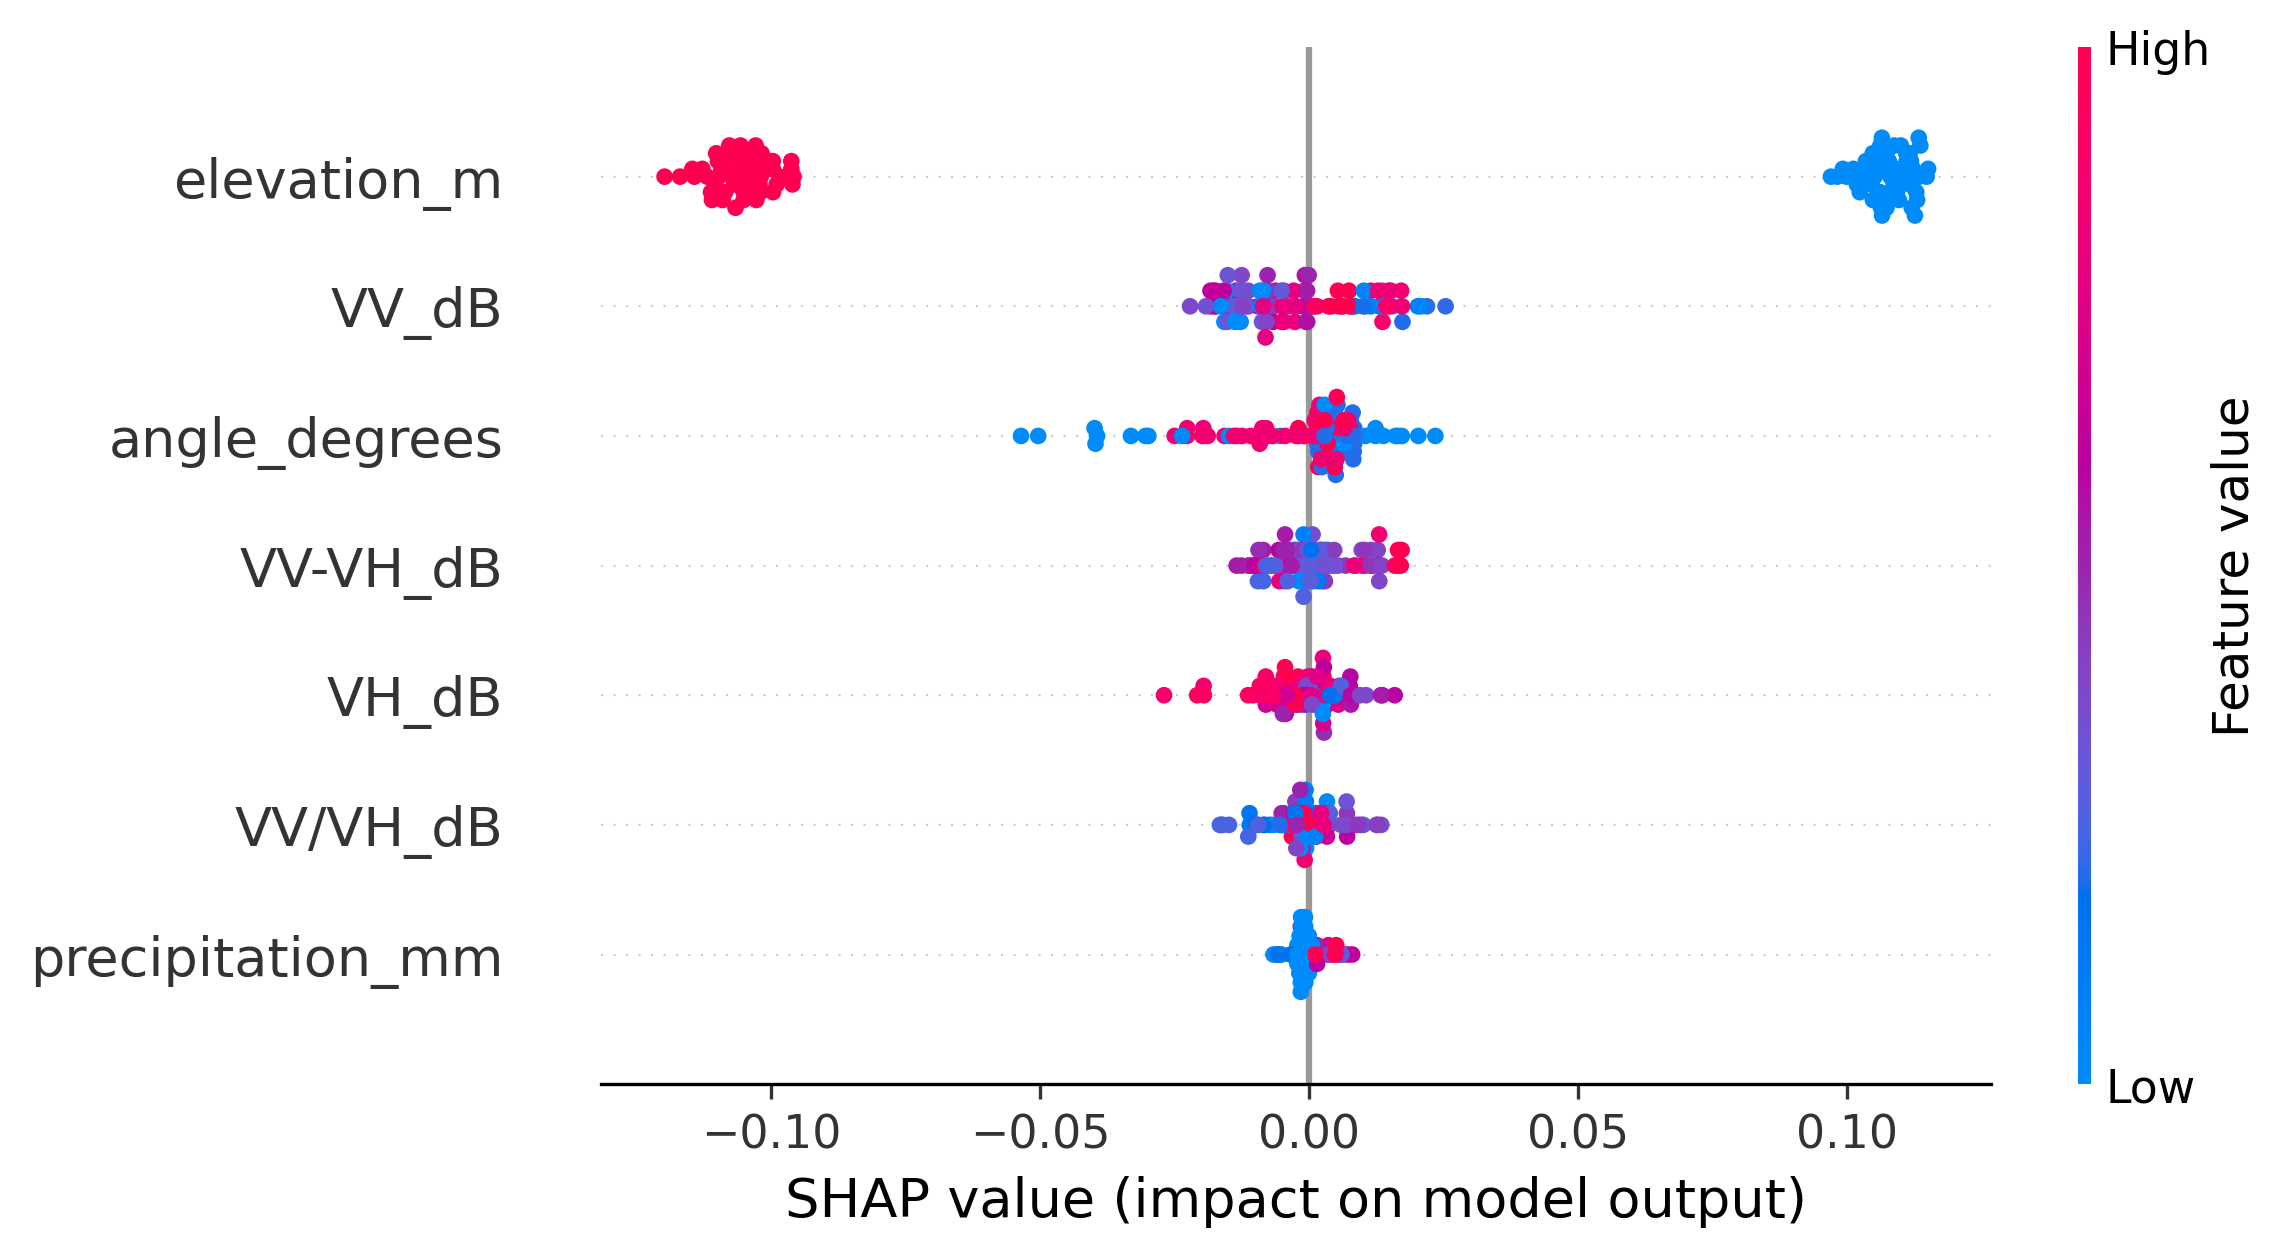 High
elevation_m
VV_dB
angle_degrees
VV-VH_dB
VH_dB
VV/VH_dB
precipitation_mm
Feature value
Low
−0.10 −0.05 0.00 0.05 0.10
SHAP value (impact on model output)